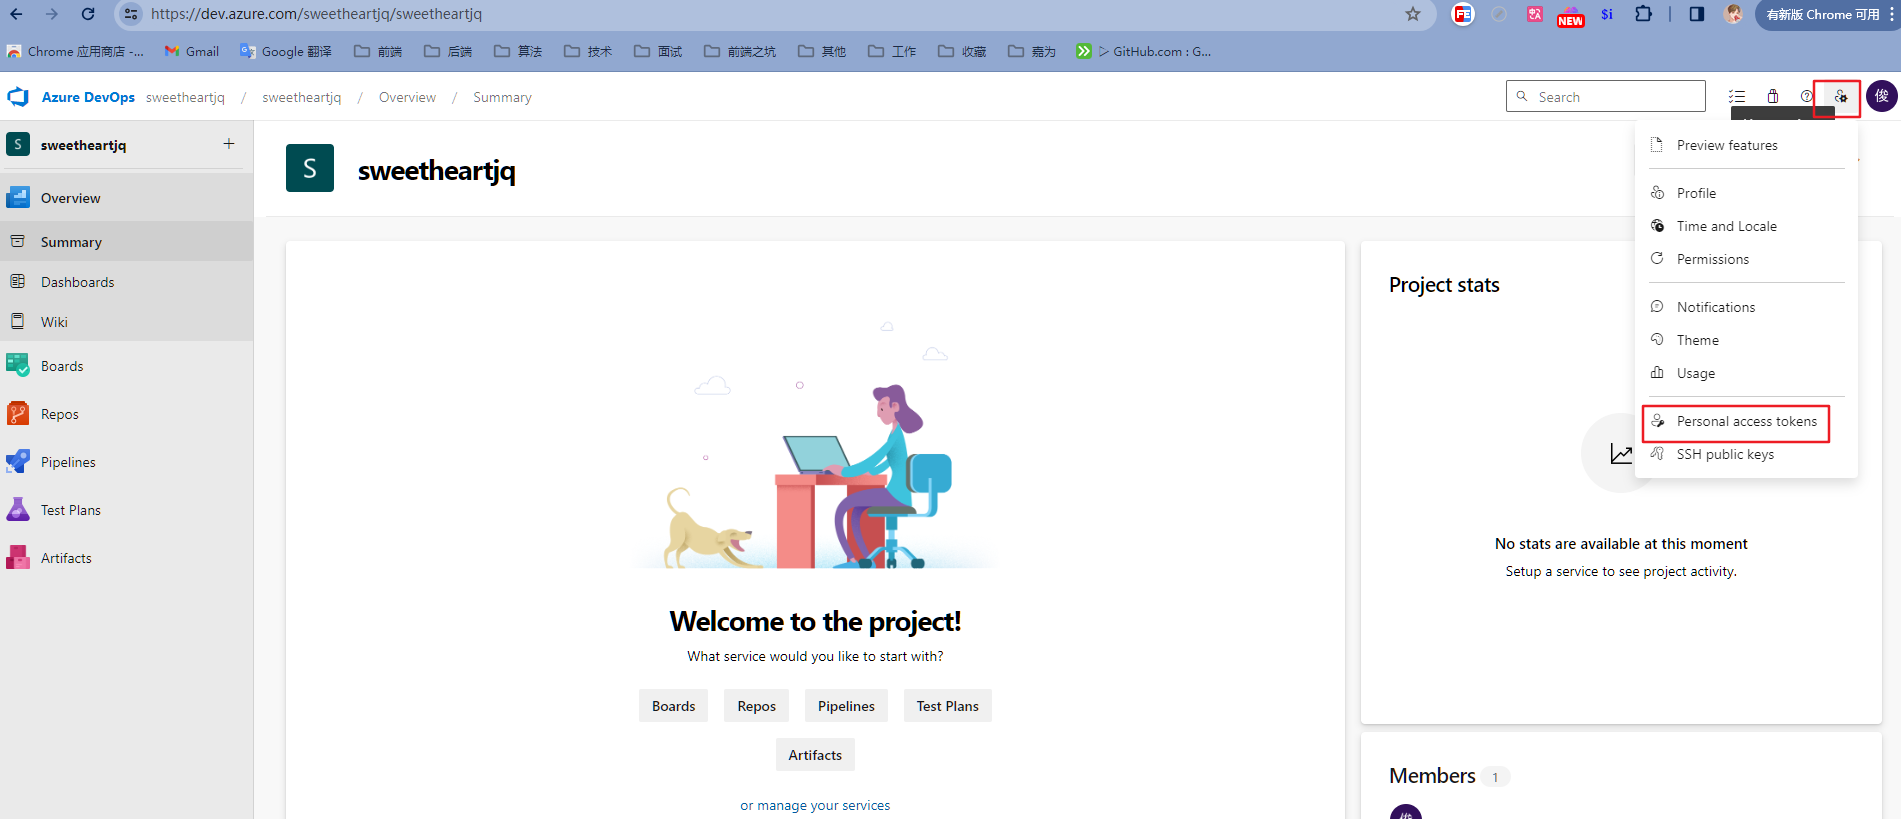 https://dev.azure.com/sweetheartjq/sweetheartjq
NEW
$i
有新版 Chrome 可用
Chrome 应用商店 -...
Gmail
Google 翻译
前端
后端
算法
技术
面试
前端之坑
其他
工作
收藏
嘉为
▷ GitHub.com : G...
Azure DevOps sweetheartjq / sweetheartjq / Overview / Summary
Search
俊
S sweetheartjq +
Overview
Summary
Dashboards
Wiki
Boards
Repos
Pipelines
Test Plans
Artifacts
S sweetheartjq
Welcome to the project!
What service would you like to start with?
Boards Repos Pipelines Test Plans
Artifacts
or manage your services
Preview features
Profile
Time and Locale
Permissions
Notifications
Theme
Usage
Personal access tokens
SSH public keys
Project stats
No stats are available at this moment
Setup a service to see project activity.
Members 1